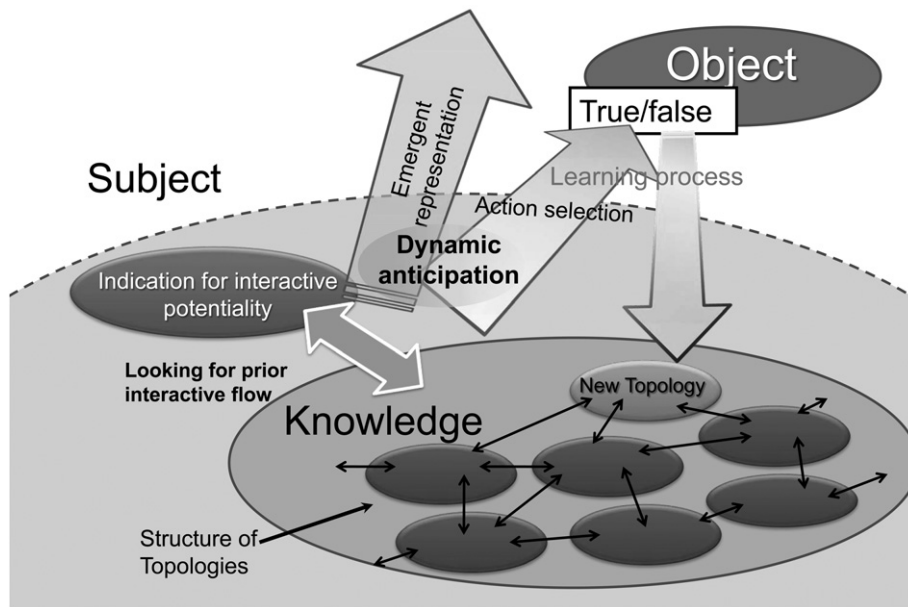 Object
True/false
Emergent
representation
Learning process
Subject
Action selection
Dynamic
anticipation
Indication for interactive
potentiality
Looking for prior
interactive flow
New Topology
Knowledge
Structure of
Topologies